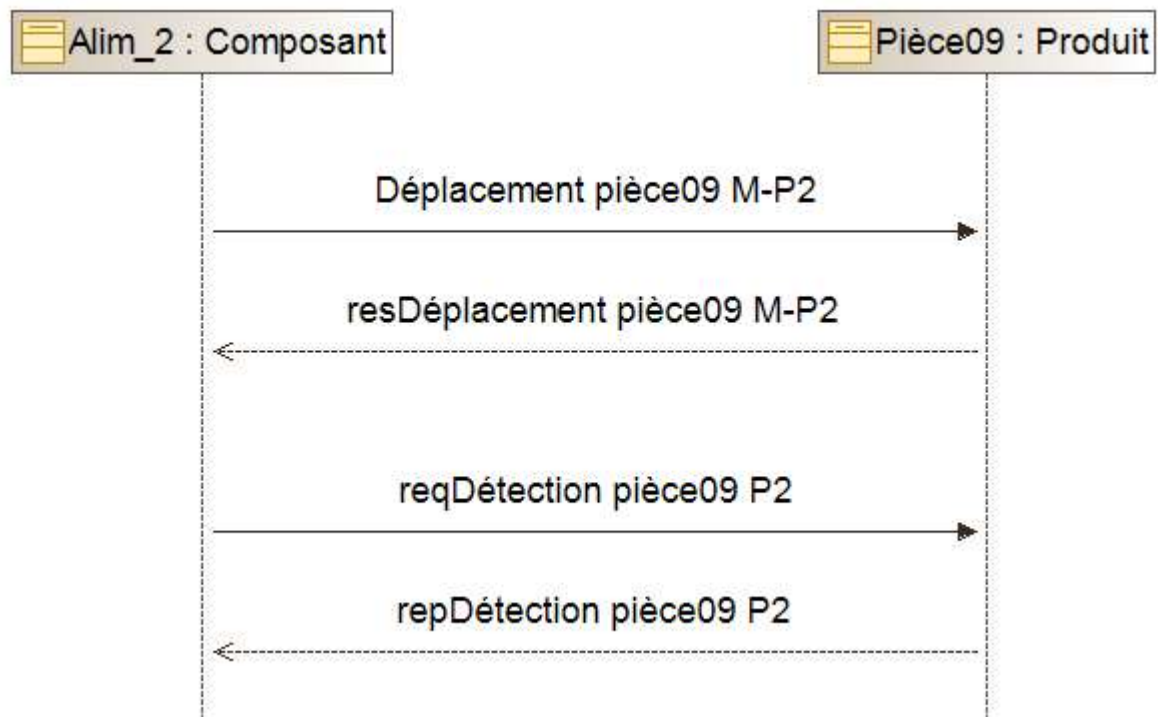 Alim_2 : Composant
Pièce09 : Produit
Déplacement pièce09 M-P2
resDéplacement pièce09 M-P2
reqDétection pièce09 P2
repDétection pièce09 P2